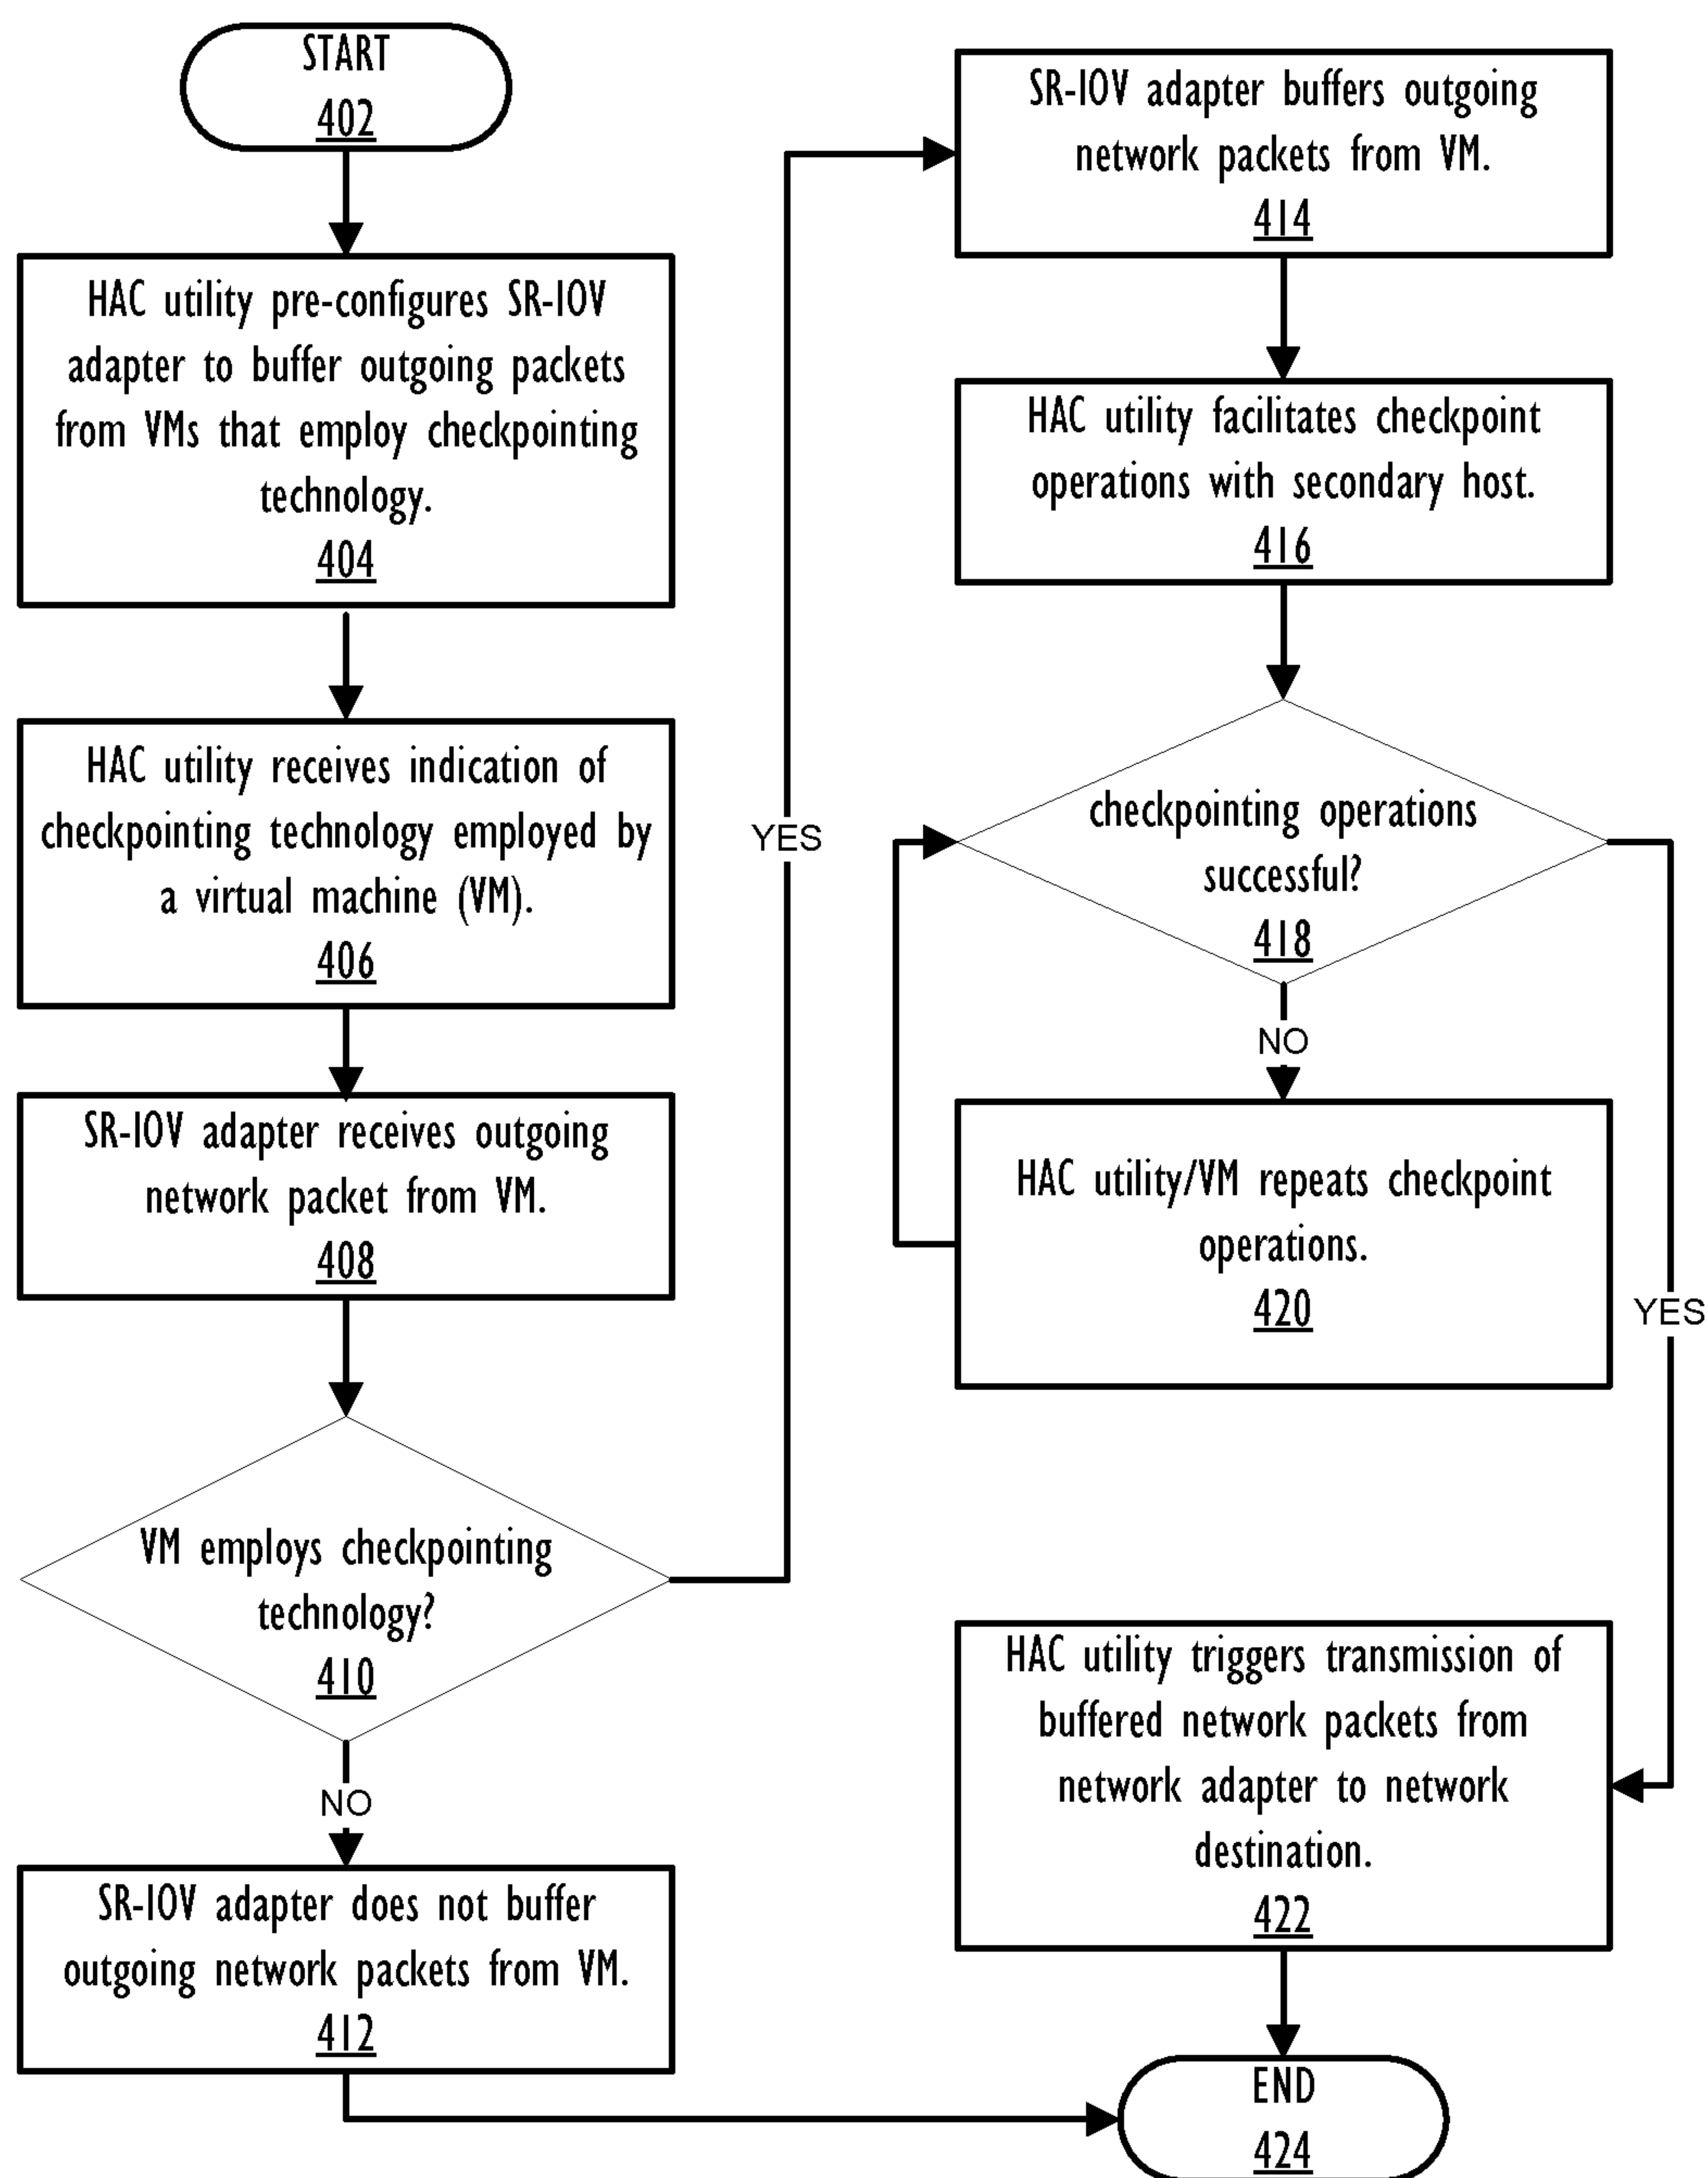 START
402
HAC utility pre-configures SR-IOV
adapter to buffer outgoing packets
from VMs that employ checkpointing
technology.
404
HAC utility receives indication of
checkpointing technology employed by
a virtual machine (VM).
406
SR-IOV adapter receives outgoing
network packet from VM.
408
VM employs checkpointing
technology?
410
NO
SR-IOV adapter does not buffer
outgoing network packets from VM.
412
YES
SR-IOV adapter buffers outgoing
network packets from VM.
414
HAC utility facilitates checkpoint
operations with secondary host.
416
checkpointing operations
successful?
418
NO
HAC utility/VM repeats checkpoint
operations.
420
YES
HAC utility triggers transmission of
buffered network packets from
network adapter to network
destination.
422
END
424